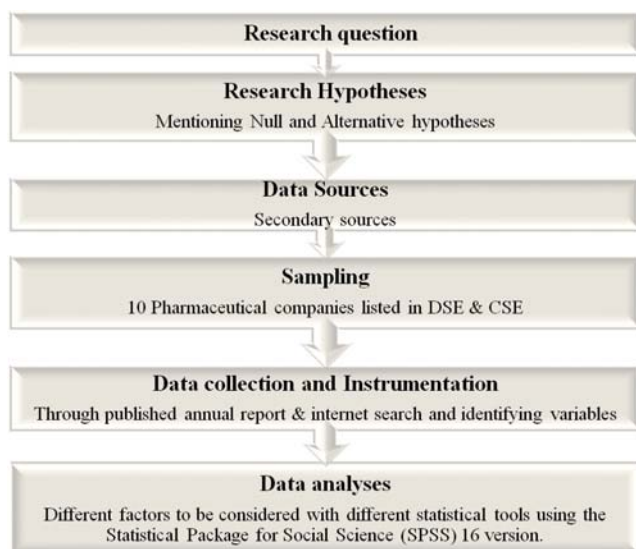 Research question
Research Hypotheses
Mentioning Null and Alternative hypotheses
Data Sources
Secondary sources
Sampling
10 Pharmaceutical companies listed in DSE & CSE
Data collection and Instrumentation
Through published annual report & internet search and identifying variables
Data analyses
Different factors to be considered with different statistical tools using the
Statistical Package for Social Science (SPSS) 16 version.